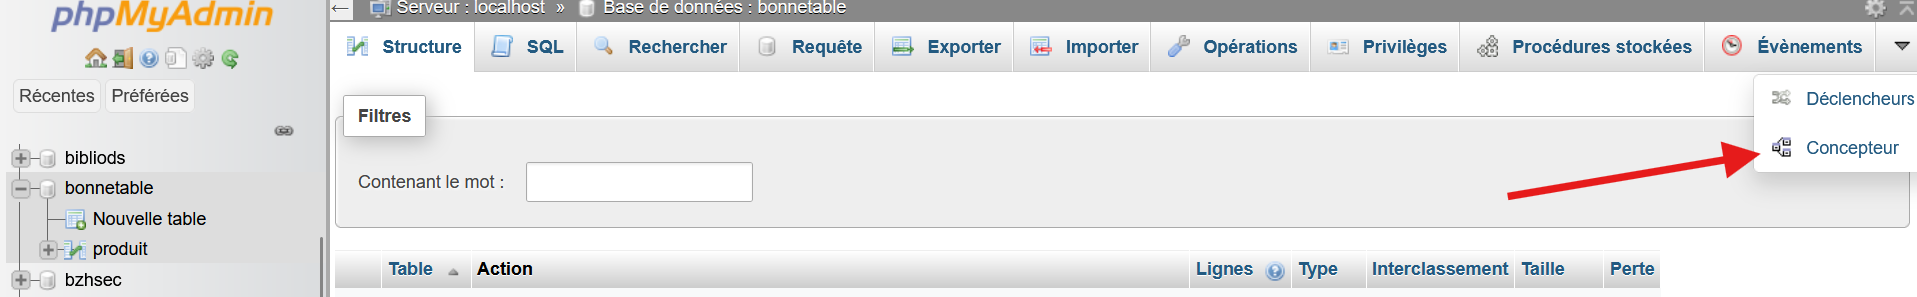 phpMyAdmin
Serveur : localhost » Base de données : bonnetable
Structure SQL Rechercher Requête Exporter Importer Opérations Privilèges Procédures stockées Évènements
Récentes Préférées
Déclencheurs
Concepteur
Filtres
Contenant le mot :
bibliods
bonnetable
Nouvelle table
produit
bzhsec
Table Action Lignes Type Interclassement Taille Perte